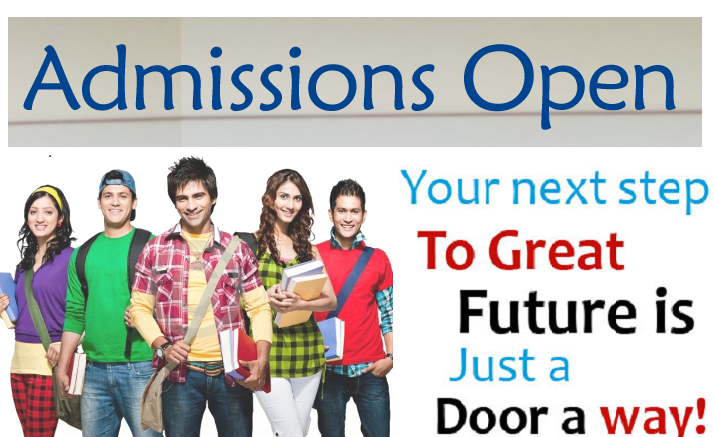 Admissions Open
Your next step
To Great
Future is
Just a
Door a way!